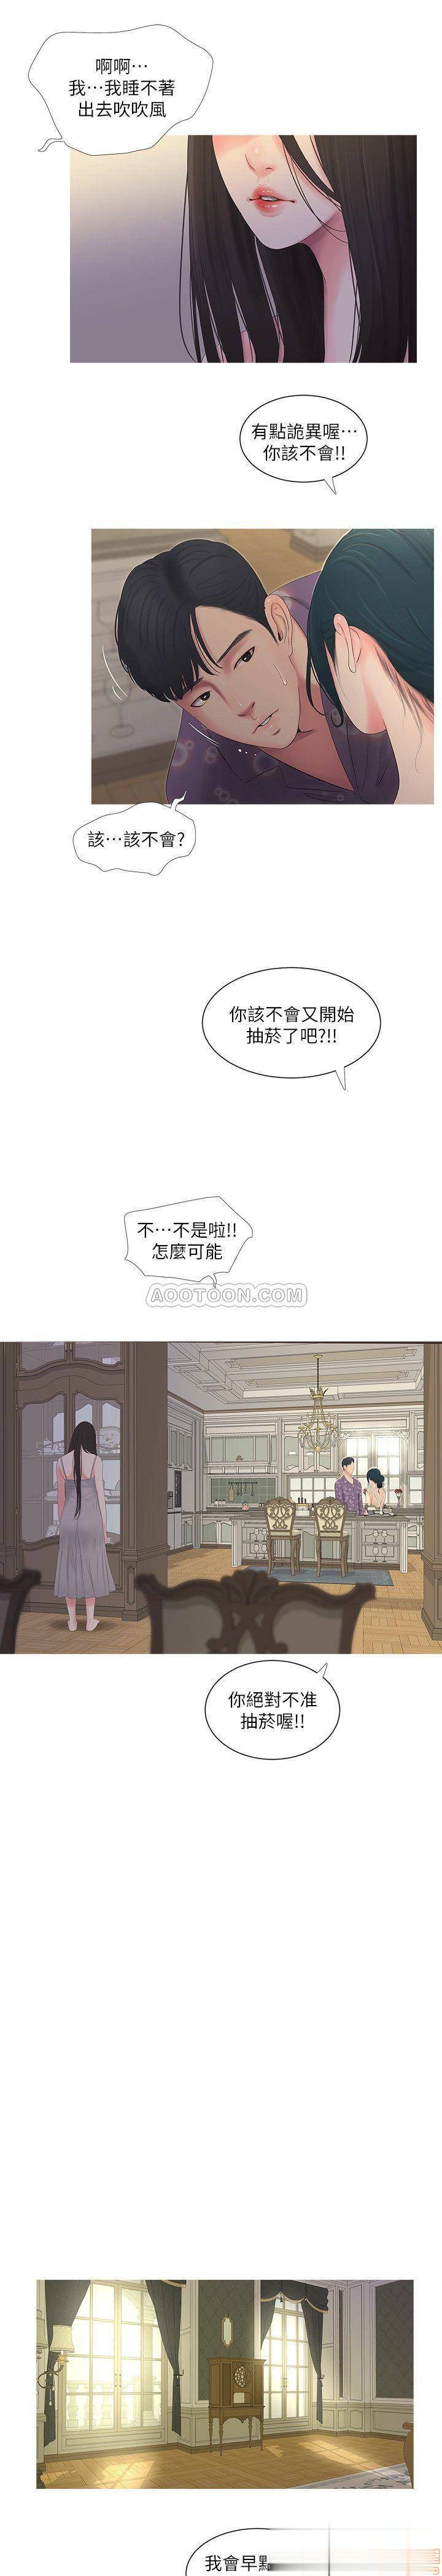 啊啊⋯
我⋯我睡不著
出去吹吹風
有點詭異喔⋯
你該不會!!
該⋯該不會?
你該不會又開始
抽菸了吧?!!
不⋯不是啦!!
怎麼可能
AOOTOON.COM
你絕對不准
抽菸喔!!
我會早點